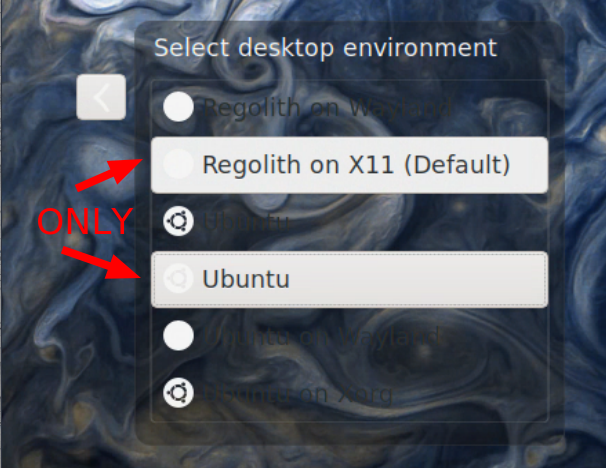 Select desktop environment
Regolith on Wayland
Regolith on X11 (Default)
ONLY
Ubuntu
Ubuntu
Ubuntu on Wayland
Ubuntu on Xorg